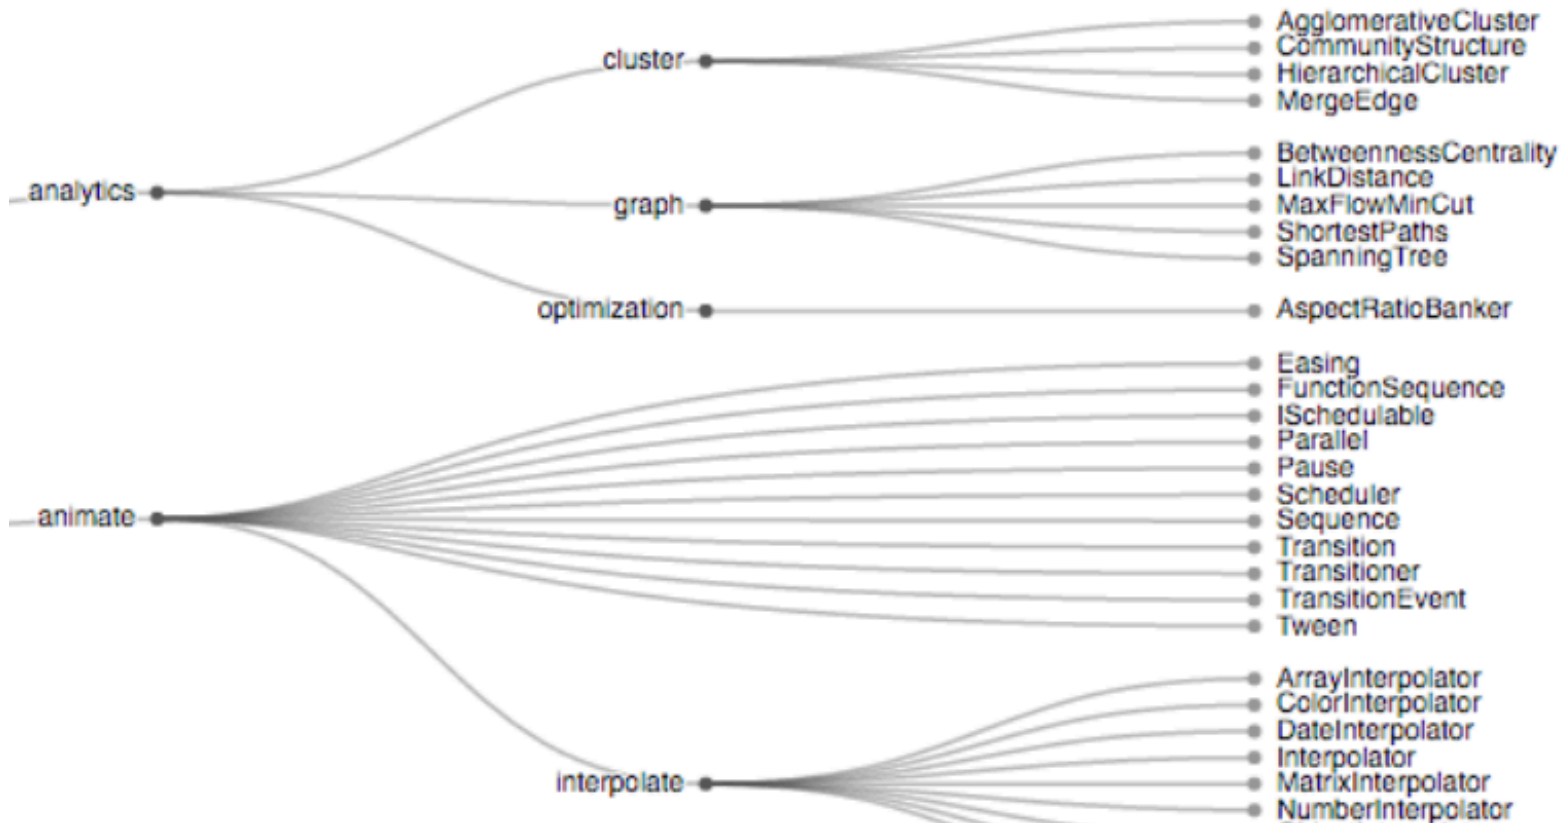 AgglomerativeCluster
CommunityStructure
cluster
HierarchicalCluster
MergeEdge
BetweennessCentrality
LinkDistance
analytics
graph
MaxFlowMinCut
ShortestPaths
SpanningTree
optimization
AspectRatioBanker
Easing
FunctionSequence
ISchedulable
Parallel
Pause
Scheduler
animate
Sequence
Transition
Transitioner
TransitionEvent
Tween
ArrayInterpolator
ColorInterpolator
DateInterpolator
Interpolator
interpolate
MatrixInterpolator
NumberInterpolator